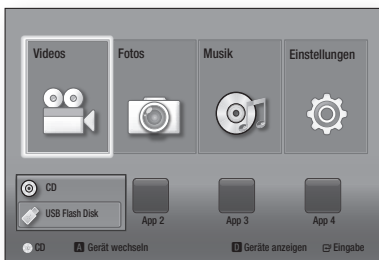 Videos Fotos Musik Einstellungen
CD
USB Flash Disk
App 2 App 3 App 4
CD A Gerät wechseln D Geräte anzeigen Eingabe